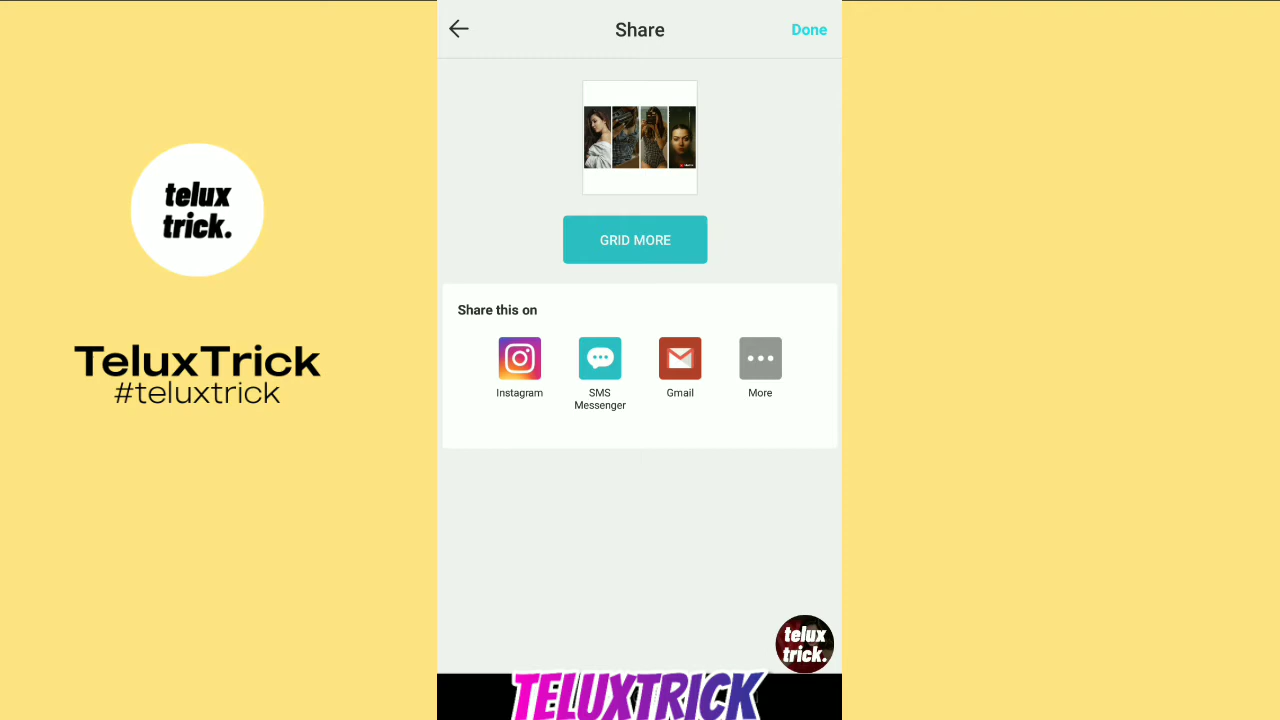 Share
Done
telux
trick.
TeluxTrick
#teluxtrick
GRID MORE
Share this on
Instagram
SMS
Messenger
Gmail
More
telux
trick.
TELUXTRICK